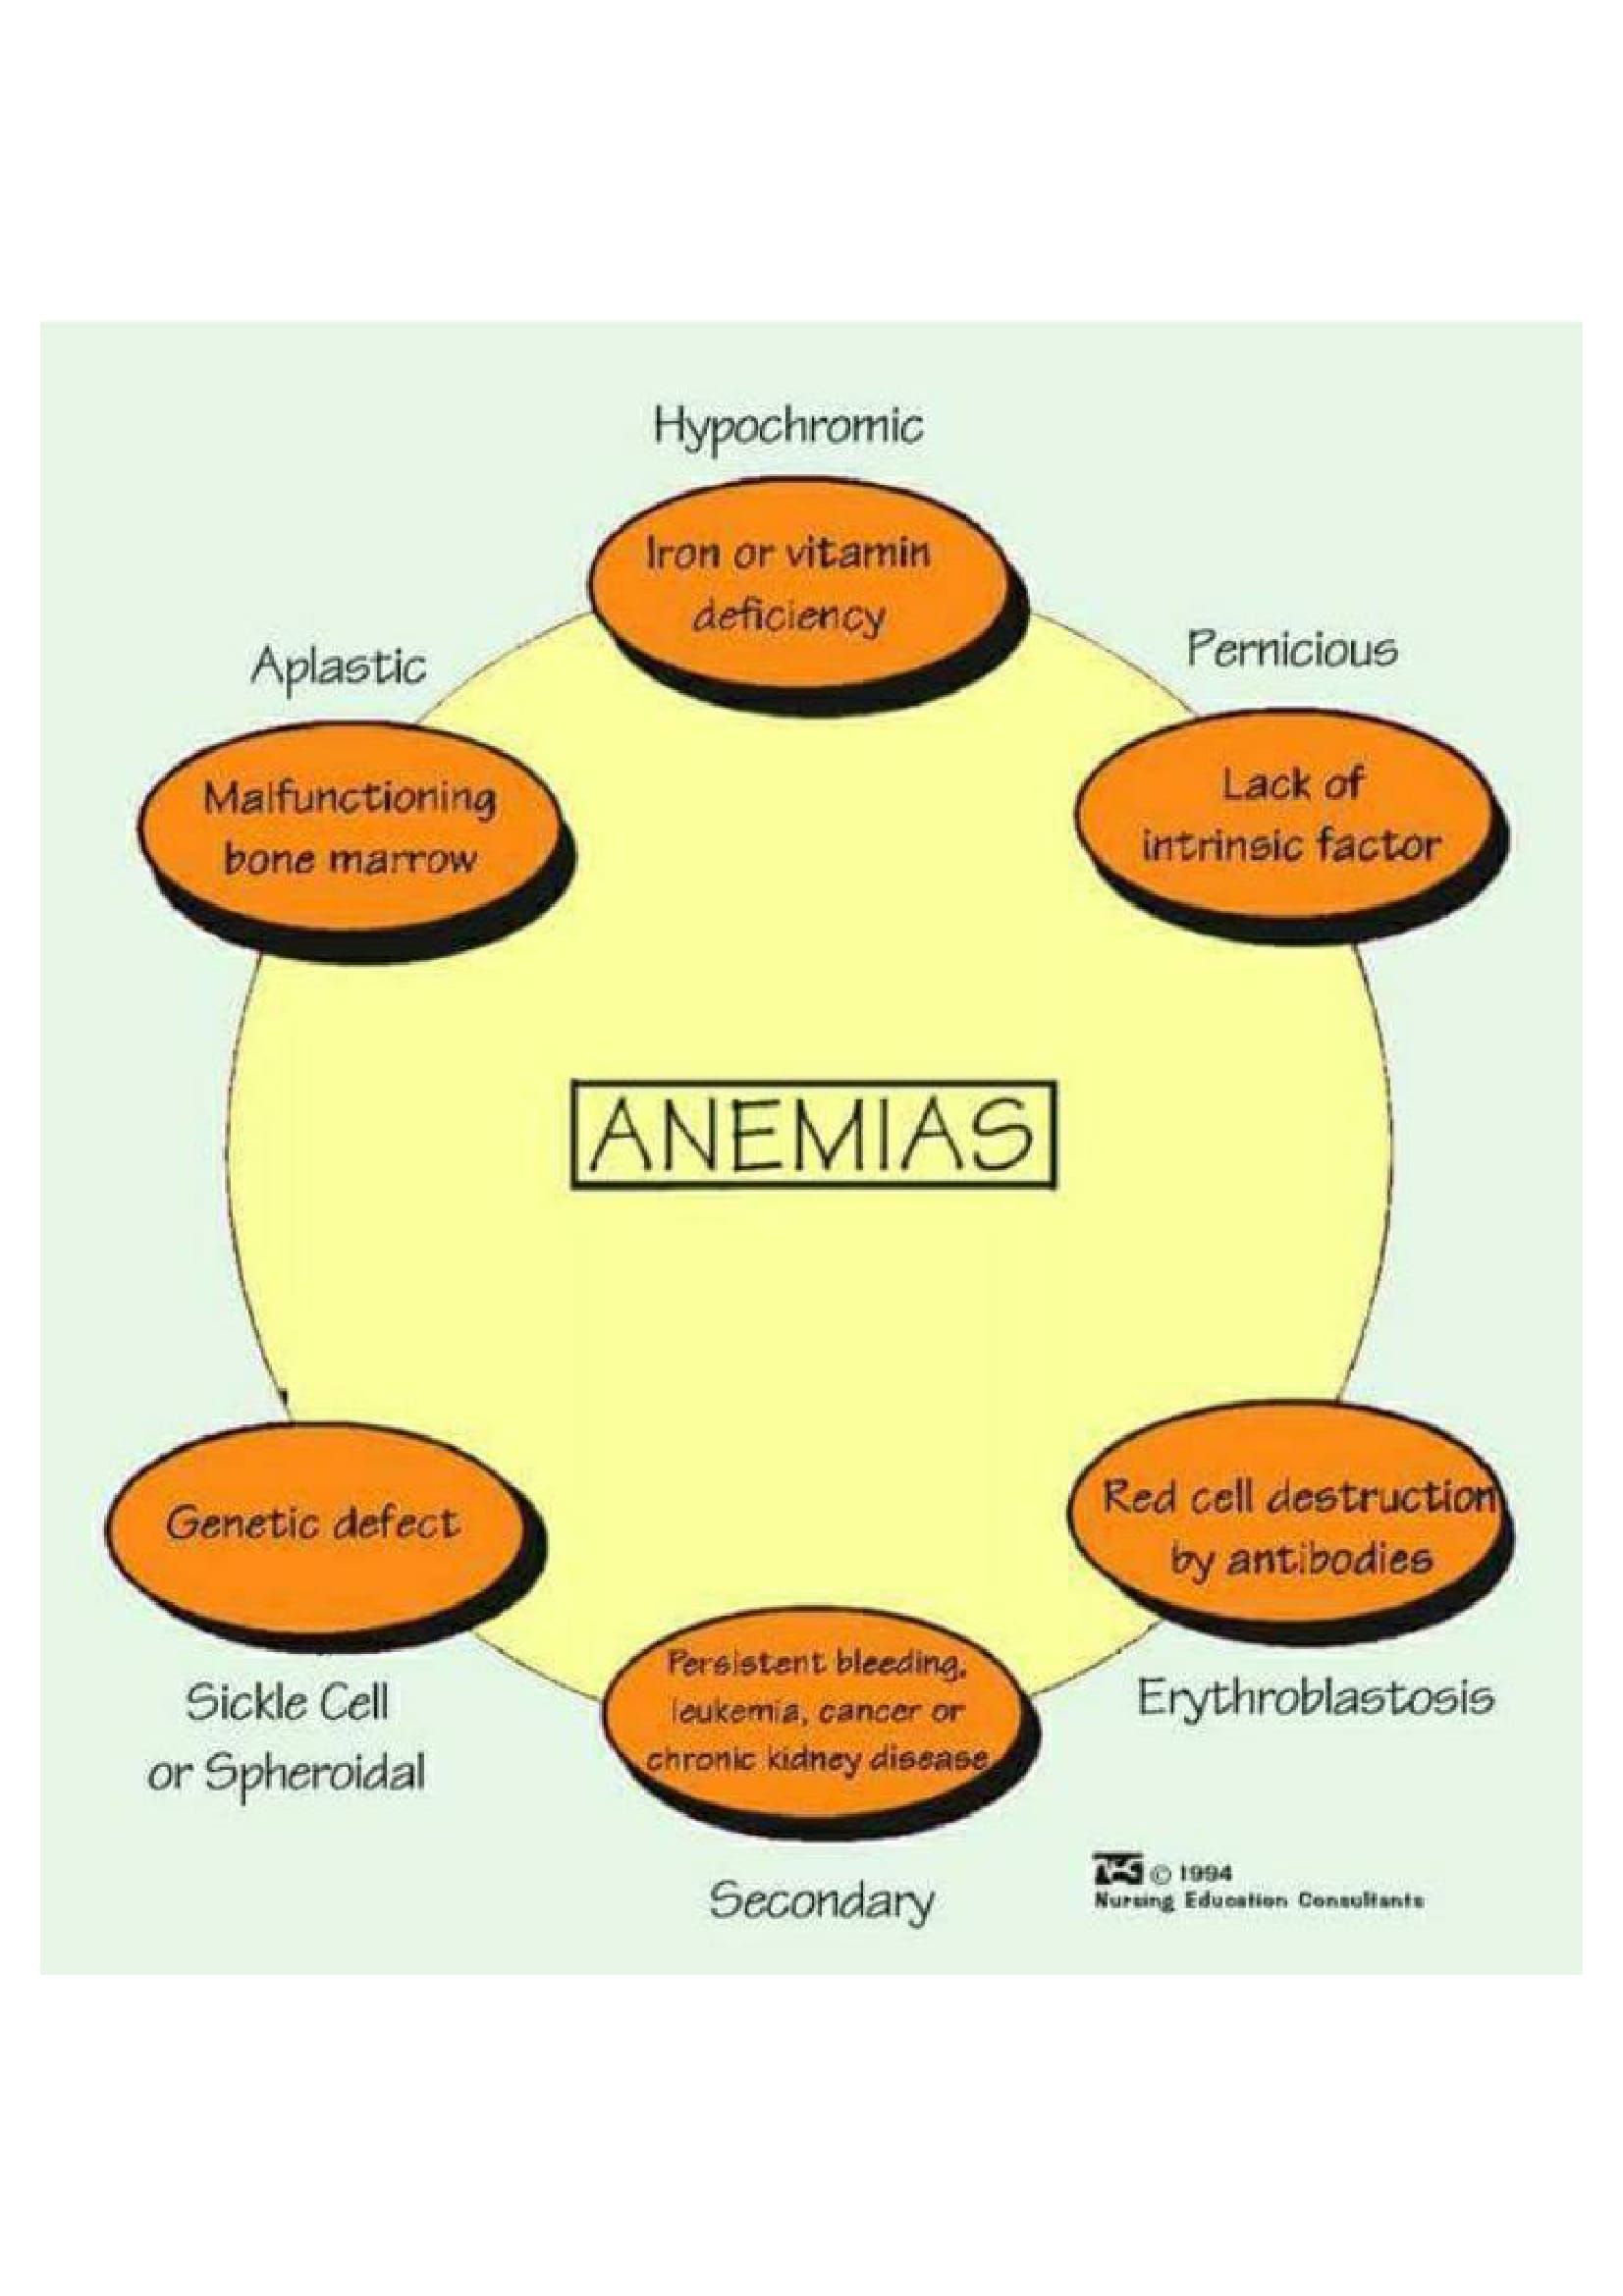 Hypochromic
Iron or vitamin
deficiency
Pernicious
Lack of
intrinsic factor
Aplastic
Malfunctioning
bone marrow
ANEMIAS
Genetic defect
Sickle Cell
or Spheroidal
Red cell destruction
by antibodies
Erythroblastosis
Persistent bleeding,
leukemia, cancer or
chronic kidney disease
Secondary
© 1994
Nursing Education Consultants